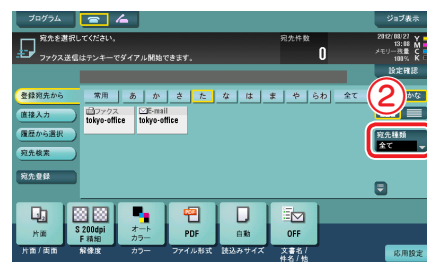 プログラム
ジョブ表示
宛先を選択してください。
ファクス送信はテンキーでダイアル開始できます。
宛先件数
0
2012/08/27
13:08
メモリー残量
100%
Y
M
C
K
設定確認
登録宛先から
常用 あ か さ た な は ま や らわ 全て
かな
②
直接入力
履歴から選択
宛先検索
宛先登録
ファクス
tokyo-office
E-mail
tokyo-office
宛先種類
全て
片面
S 200dpi
F 精細
オート
カラー
PDF
自動
OFF
片面/両面
解像度
カラー
ファイル形式
読込みサイズ
文書名/
件名/他
応用設定